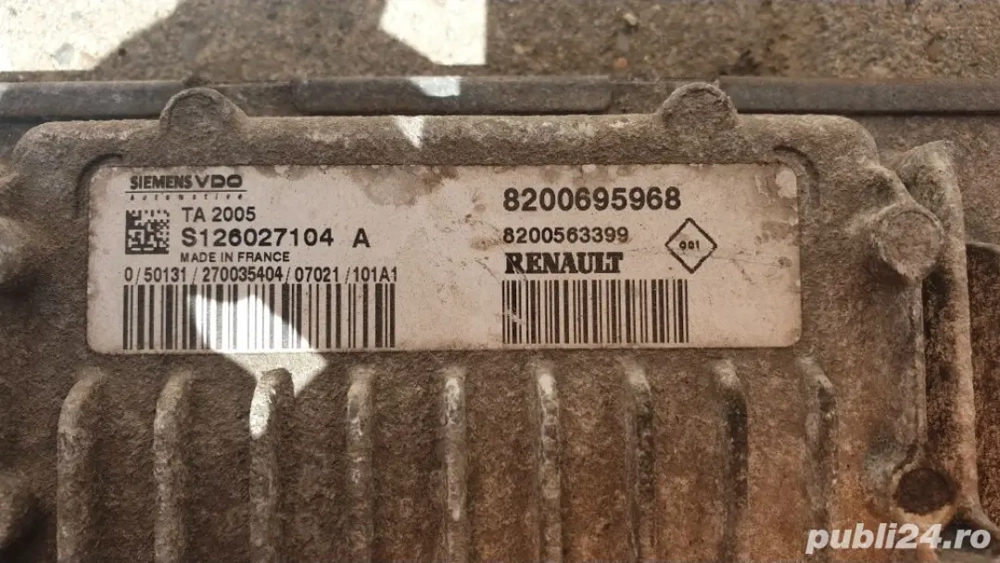 SIEMENS VDO
Automotive
TA 2005
S126027104 A
MADE IN FRANCE
0/50131/270035404/07021/101A1
8200695968
8200563399
001
RENAULT
publi24.ro